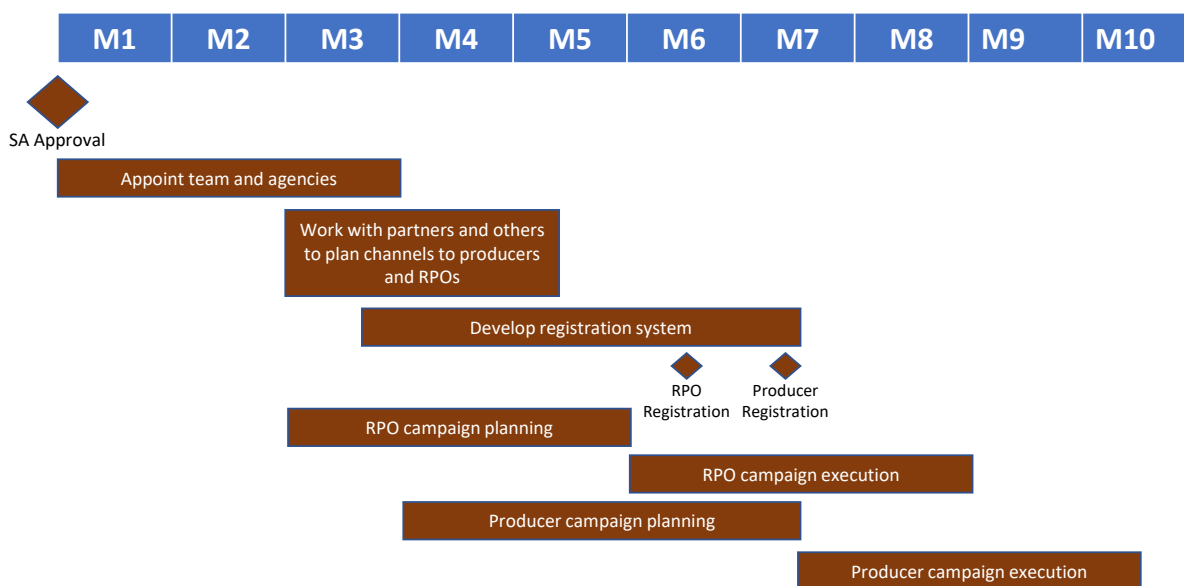 M1 M2 M3 M4 M5 M6 M7 M8 M9 M10
SA Approval
Appoint team and agencies
Work with partners and others
to plan channels to producers
and RPOs
Develop registration system
RPO
Registration
Producer
Registration
RPO campaign planning
RPO campaign execution
Producer campaign planning
Producer campaign execution